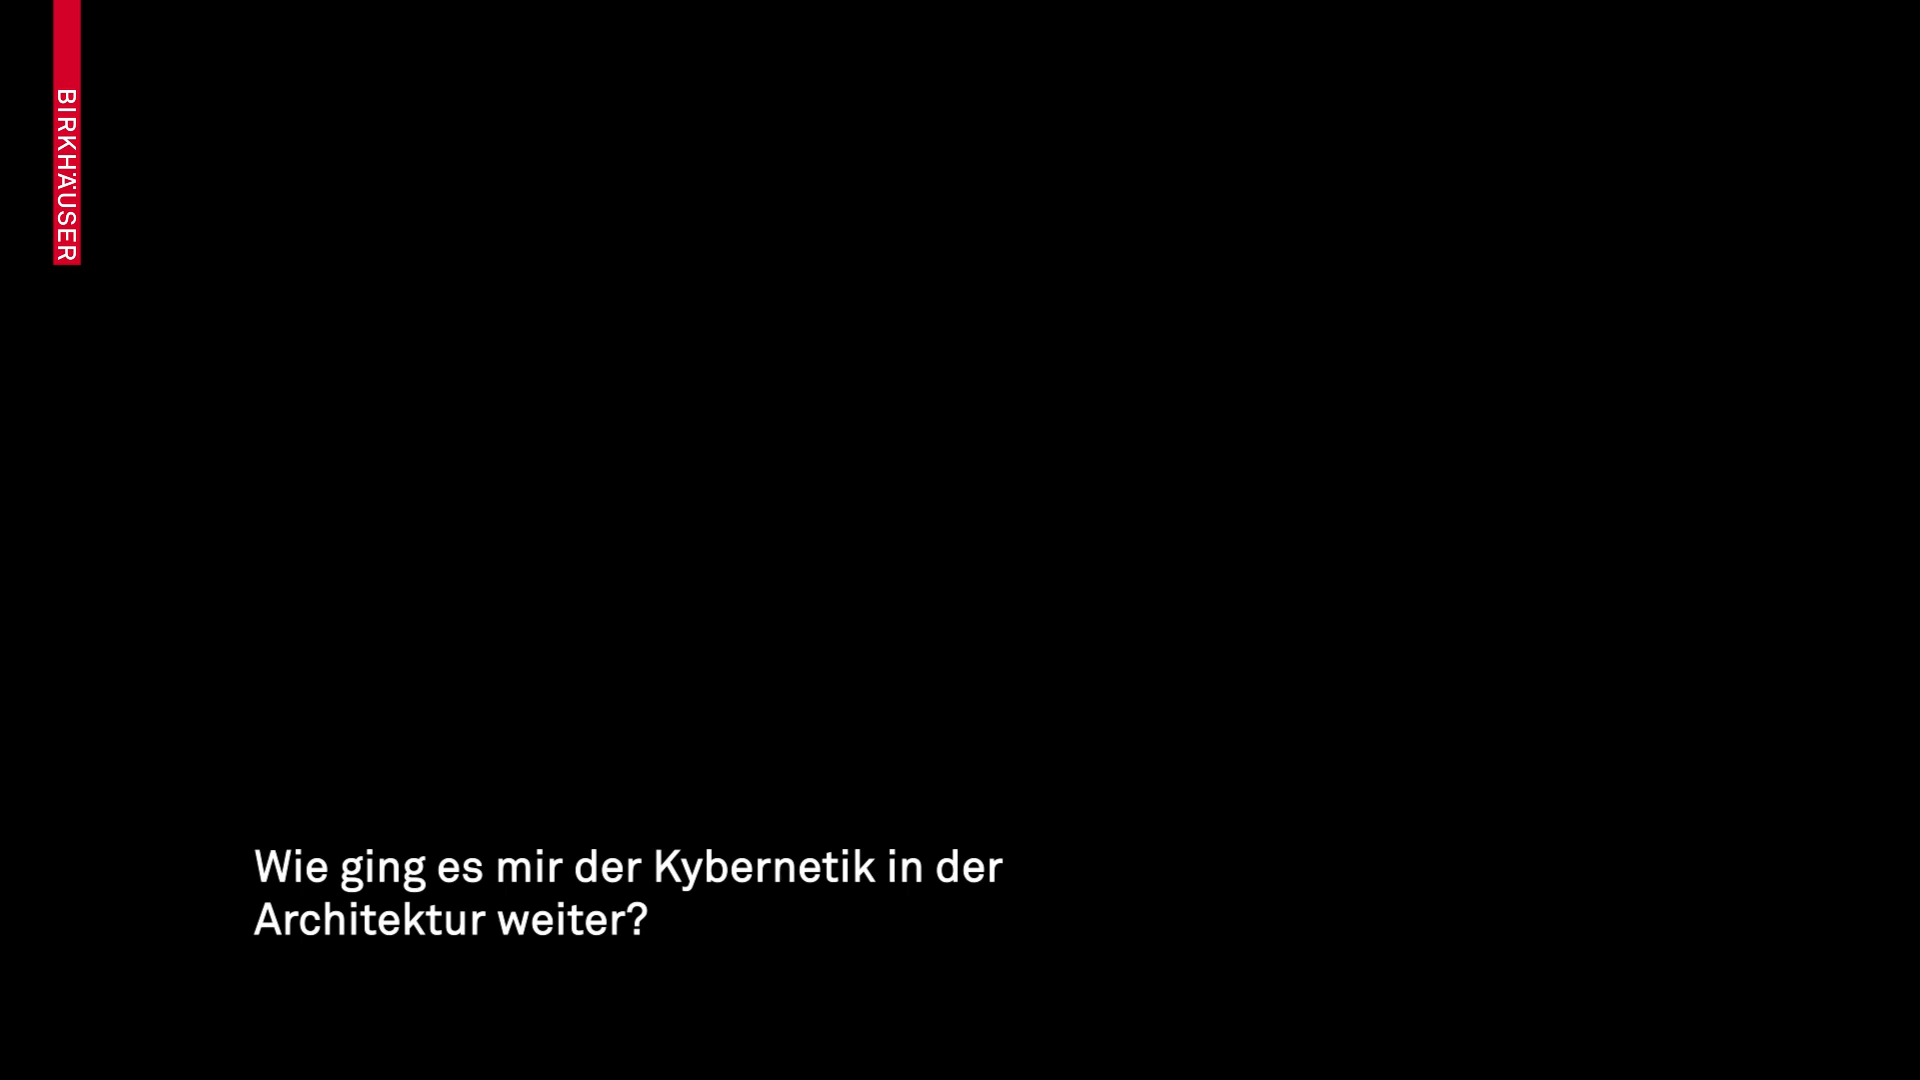 BIRKHÄUSER
Wie ging es mir der Kybernetik in der
Architektur weiter?